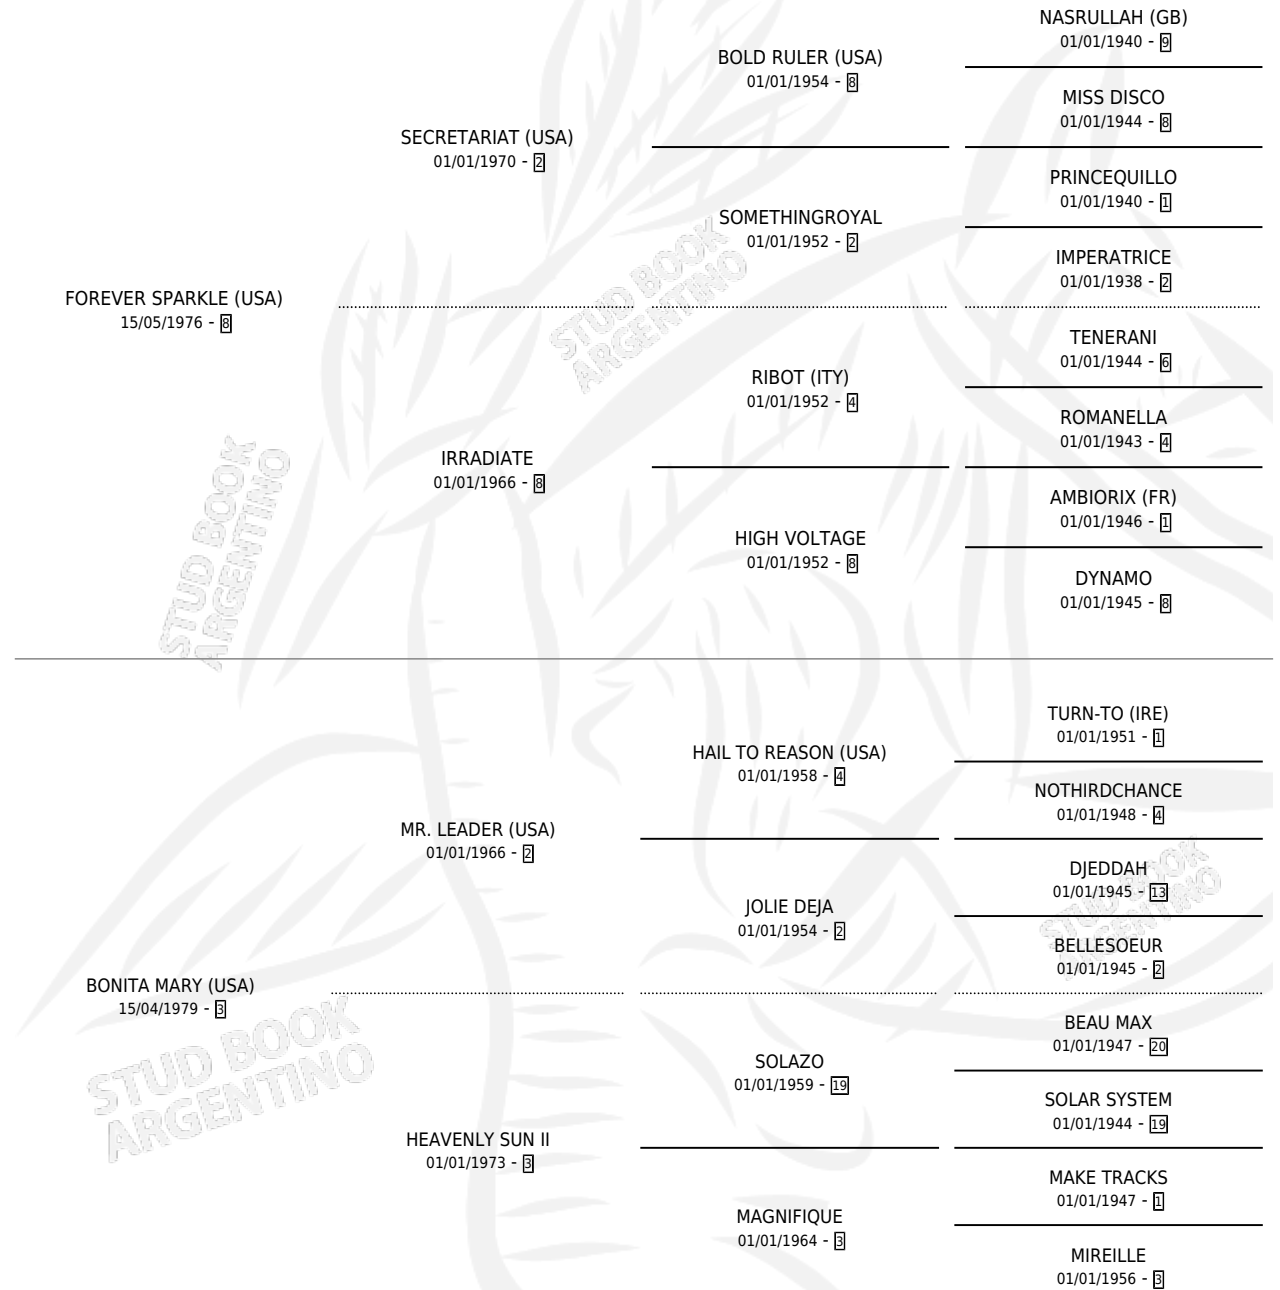 NASRULLAH (GB)
01/01/1940 - 9
BOLD RULER (USA)
01/01/1954 - 8
MISS DISCO
01/01/1944 - 8
SECRETARIAT (USA)
01/01/1970 - 2
PRINCEQUILLO
01/01/1940 - 1
SOMETHINGROYAL
01/01/1952 - 2
IMPERATRICE
01/01/1938 - 2
FOREVER SPARKLE (USA)
15/05/1976 - 8
TENERANI
01/01/1944 - 6
RIBOT (ITY)
01/01/1952 - 4
ROMANELLA
01/01/1943 - 4
IRRADIATE
01/01/1966 - 8
AMBIORIX (FR)
01/01/1946 - 1
HIGH VOLTAGE
01/01/1952 - 8
DYNAMO
01/01/1945 - 8
STUD BOOK
ARGENTINO
STUD BOOK
ARGENTINO
TURN-TO (IRE)
01/01/1951 - 1
HAIL TO REASON (USA)
01/01/1958 - 4
NOTHIRDCHANCE
01/01/1948 - 4
MR. LEADER (USA)
01/01/1966 - 2
DJEDDAH
01/01/1945 - 13
JOLIE DEJA
01/01/1954 - 2
BELLESOEUR
01/01/1945 - 2
BONITA MARY (USA)
15/04/1979 - 3
BEAU MAX
01/01/1947 - 20
SOLAZO
01/01/1959 - 19
SOLAR SYSTEM
01/01/1944 - 19
HEAVENLY SUN II
01/01/1973 - 3
MAKE TRACKS
01/01/1947 - 1
MAGNIFIQUE
01/01/1964 - 3
MIREILLE
01/01/1956 - 3
STUD BOOK
ARGENTINO
STUD BOOK
ARGENTINO